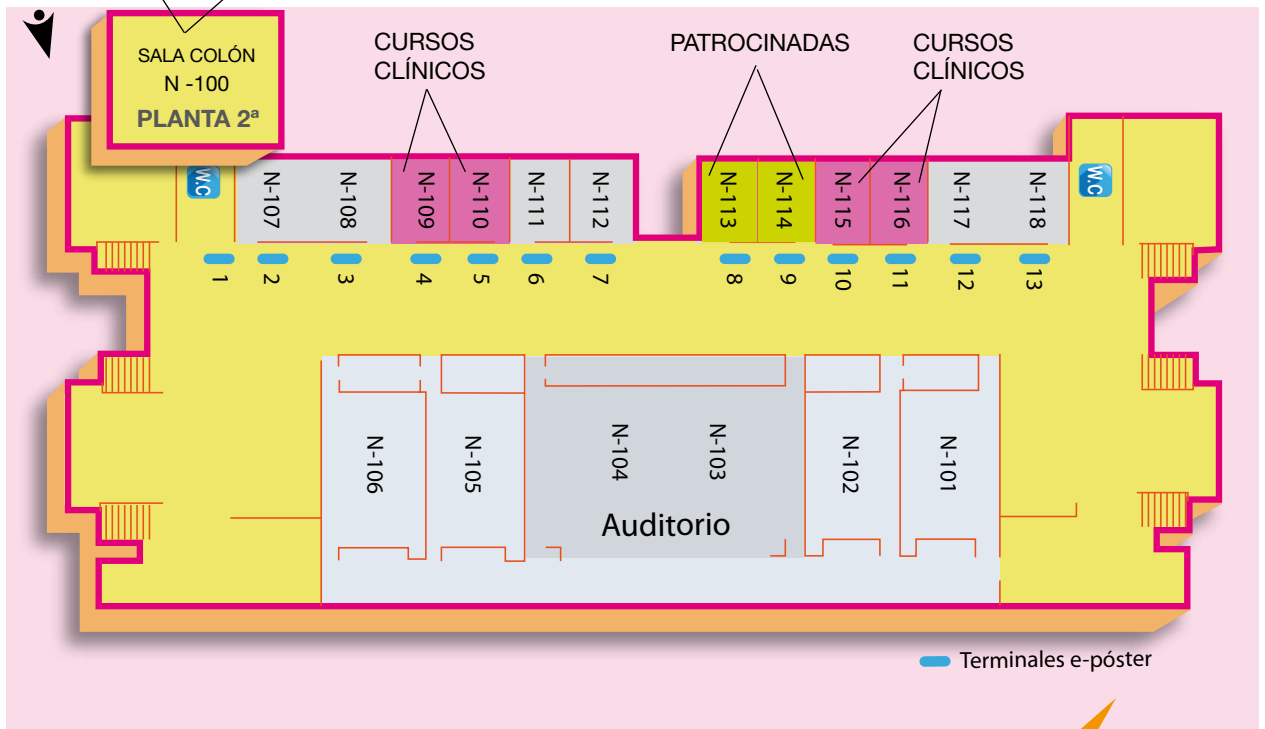 SALA COLÓN
N -100
PLANTA 2ª
CURSOS
CLÍNICOS
PATROCINADAS
CURSOS
CLÍNICOS
W.C
N-107
N-108
N-109
N-110
N-111
N-112
N-113
N-114
N-115
N-116
N-117
N-118
W.C
1
2
3
4
5
6
7
8
9
10
11
12
13
N-106
N-105
N-104
N-103
N-102
N-101
Auditorio
Terminales e-póster